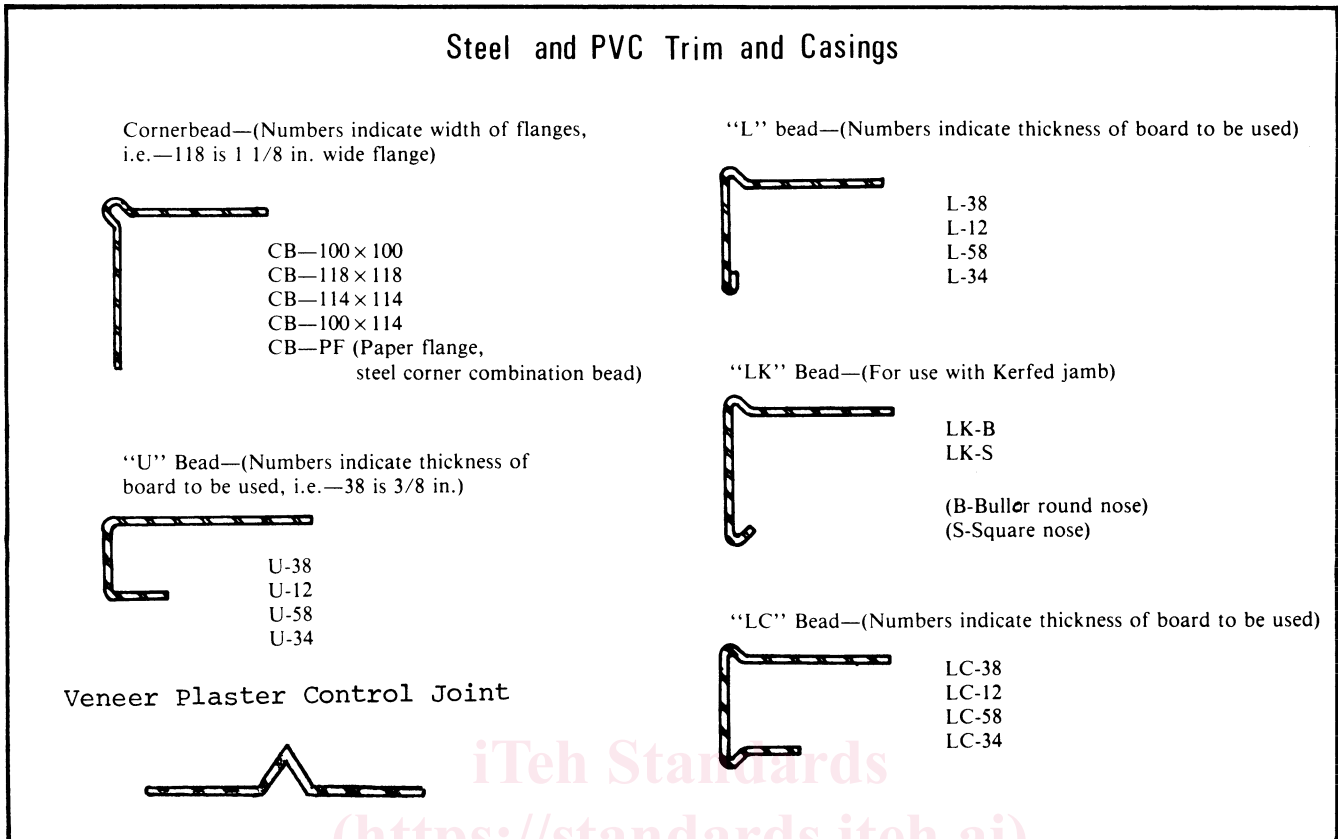 Steel and PVC Trim and Casings
Cornerbead—(Numbers indicate width of flanges,
i.e.—118 is 1 1/8 in. wide flange)
CB—100 × 100
CB—118 × 118
CB—114 × 114
CB—100 × 114
CB—PF (Paper flange,
steel corner combination bead)
‘‘U’’ Bead—(Numbers indicate thickness of
board to be used, i.e.—38 is 3/8 in.)
U-38
U-12
U-58
U-34
Veneer Plaster Control Joint
‘‘L’’ bead—(Numbers indicate thickness of board to be used)
L-38
L-12
L-58
L-34
‘‘LK’’ Bead—(For use with Kerfed jamb)
LK-B
LK-S
(B-Bullor round nose)
(S-Square nose)
‘‘LC’’ Bead—(Numbers indicate thickness of board to be used)
LC-38
LC-12
LC-58
LC-34
iTeh Standards
(https://standards.iteh.ai)